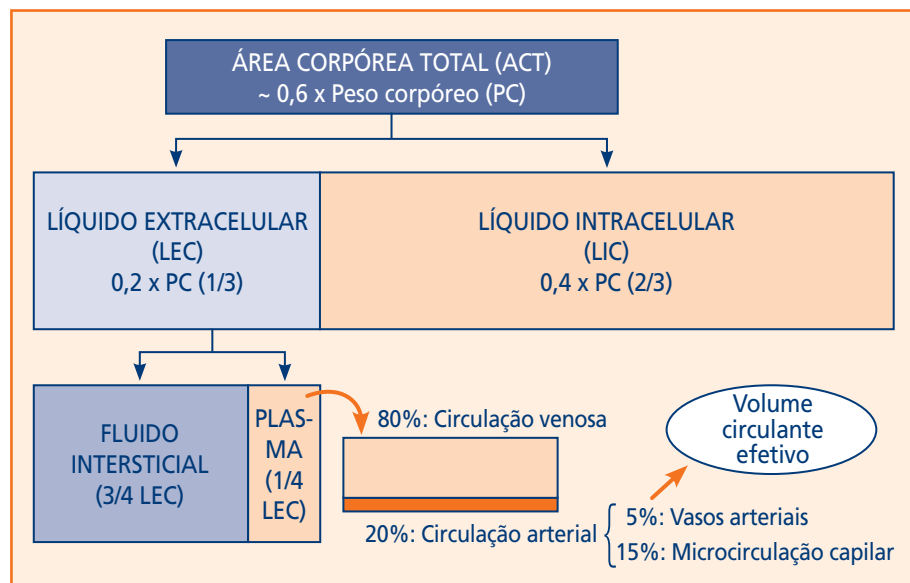 ÁREA CORPÓREA TOTAL (ACT)
~ 0,6 x Peso corpóreo (PC)
LÍQUIDO EXTRACELULAR
(LEC)
0,2 x PC (1/3)
LÍQUIDO INTRACELULAR
(LIC)
0,4 x PC (2/3)
FLUIDO
INTERSTICIAL
(3/4 LEC)
PLAS-
MA
(1/4
LEC)
80%: Circulação venosa
20%: Circulação arterial
5%: Vasos arteriais
15%: Microcirculação capilar
Volume
circulante
efetivo